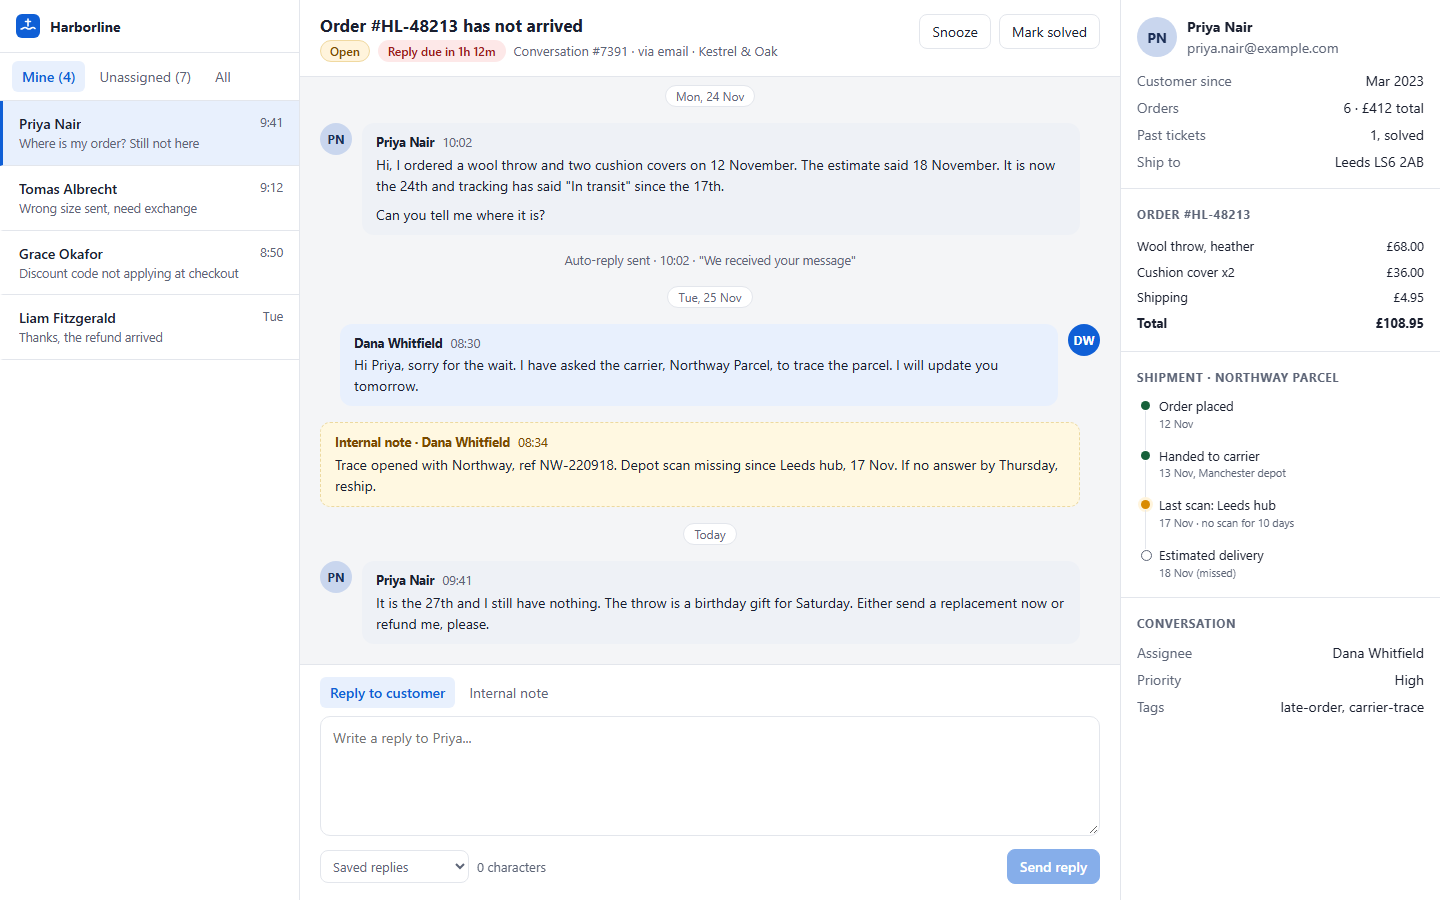 Harborline
Mine (4) Unassigned (7) All
Priya Nair 9:41
Where is my order? Still not here
Tomas Albrecht 9:12
Wrong size sent, need exchange
Grace Okafor 8:50
Discount code not applying at checkout
Liam Fitzgerald Tue
Thanks, the refund arrived
Order #HL-48213 has not arrived
Open Reply due in 1h 12m Conversation #7391 · via email · Kestrel & Oak
Snooze Mark solved
Mon, 24 Nov
PN
Priya Nair 10:02
Hi, I ordered a wool throw and two cushion covers on 12 November. The estimate said 18 November. It is now
the 24th and tracking has said "In transit" since the 17th.
Can you tell me where it is?
Auto-reply sent · 10:02 · "We received your message"
Tue, 25 Nov
Dana Whitfield 08:30
DW
Hi Priya, sorry for the wait. I have asked the carrier, Northway Parcel, to trace the parcel. I will update you
tomorrow.
Internal note · Dana Whitfield 08:34
Trace opened with Northway, ref NW-220918. Depot scan missing since Leeds hub, 17 Nov. If no answer by Thursday,
reship.
Today
PN
Priya Nair 09:41
It is the 27th and I still have nothing. The throw is a birthday gift for Saturday. Either send a replacement now or
refund me, please.
Reply to customer Internal note
Write a reply to Priya...
Saved replies 0 characters Send reply
PN
Priya Nair
priya.nair@example.com
Customer since Mar 2023
Orders 6 · £412 total
Past tickets 1, solved
Ship to Leeds LS6 2AB
ORDER #HL-48213
Wool throw, heather £68.00
Cushion cover x2 £36.00
Shipping £4.95
Total £108.95
SHIPMENT · NORTHWAY PARCEL
Order placed
12 Nov
Handed to carrier
13 Nov, Manchester depot
Last scan: Leeds hub
17 Nov · no scan for 10 days
Estimated delivery
18 Nov (missed)
CONVERSATION
Assignee Dana Whitfield
Priority High
Tags late-order, carrier-trace